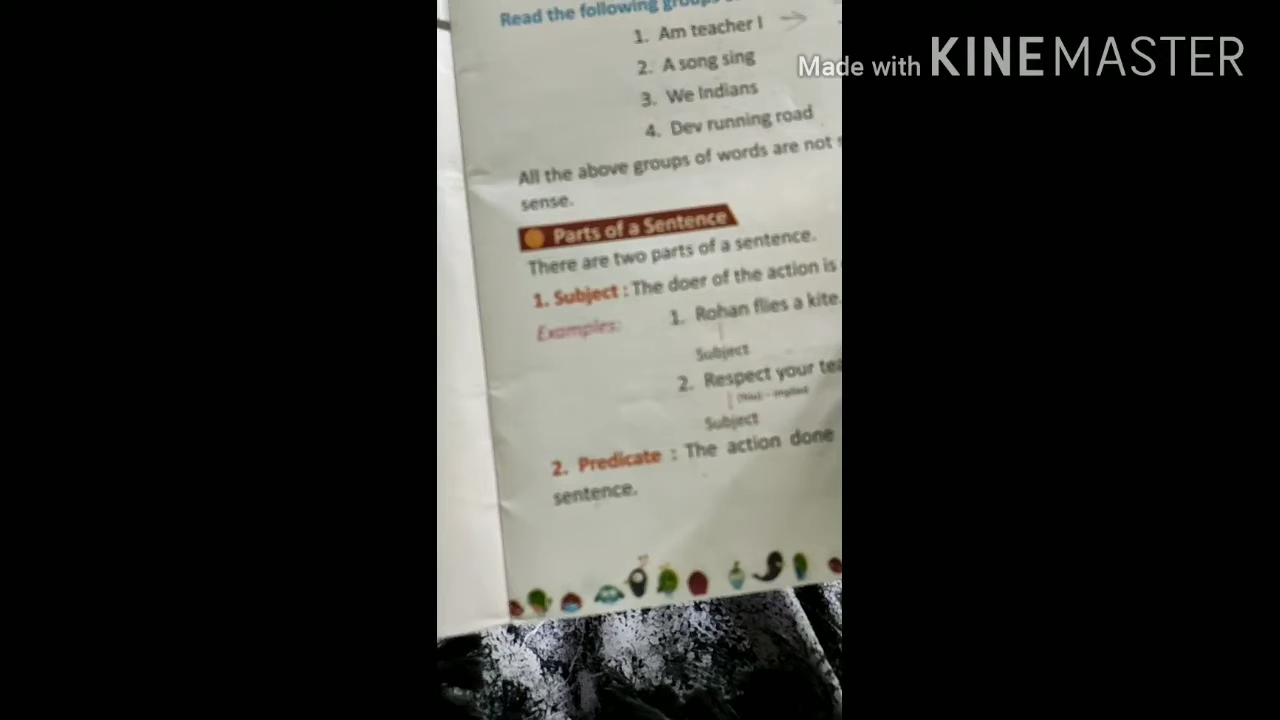 Read the following groups
1. Am teacher I
2. A song sing
3. We Indians
4. Dev running road
All the above groups of words are not
sense.
Parts of a Sentence
There are two parts of a sentence.
1. Subject : The doer of the action is
Examples: 1. Rohan flies a kite.
Subject
2. Respect your
(You) – implied
Subject
2. Predicate : The action done
sentence.
Made with KINEMASTER